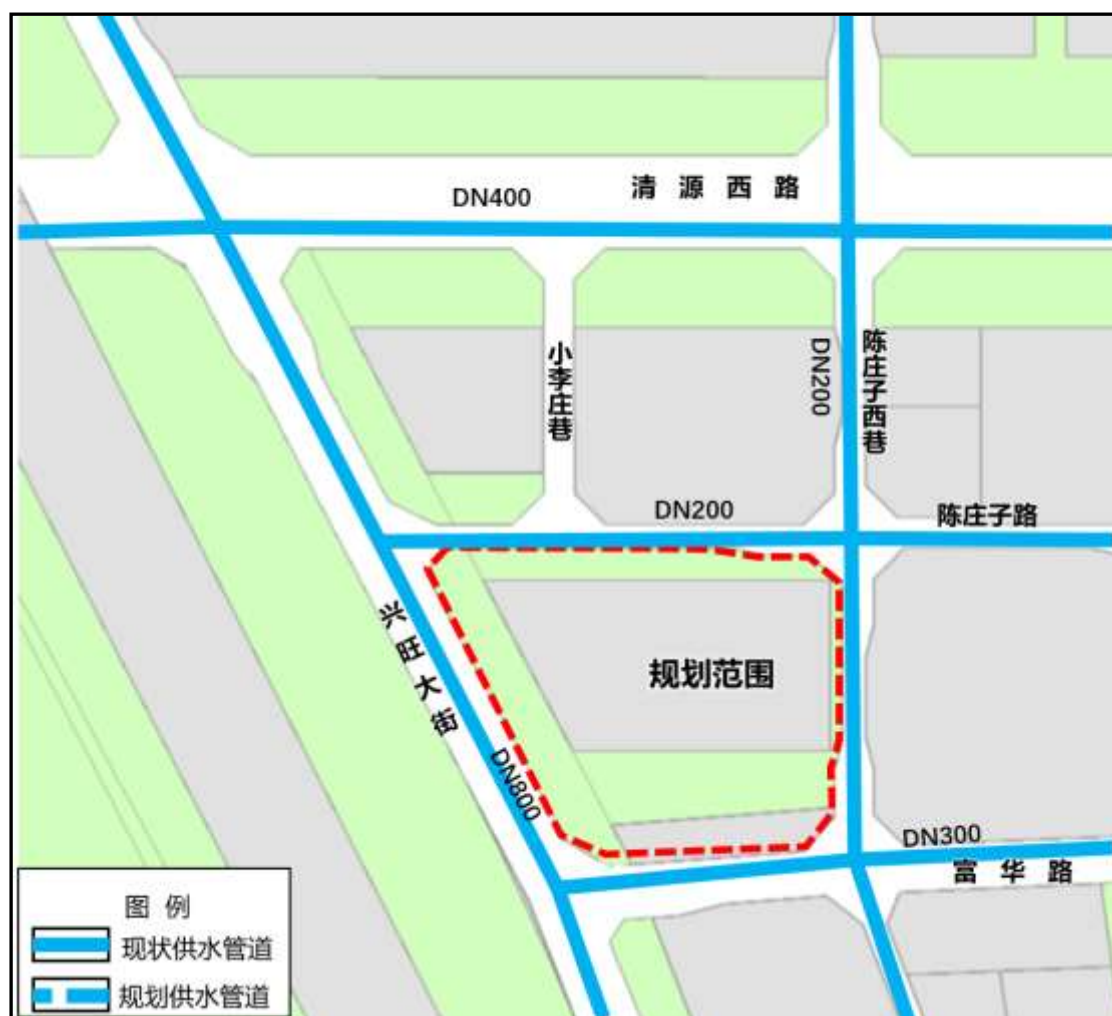 清源西路
DN400
小李庄巷
DN200
陈庄子西巷
DN200
陈庄子路
兴旺大街
规划范围
DN800
DN300
富华路
图例
现状供水管道
规划供水管道